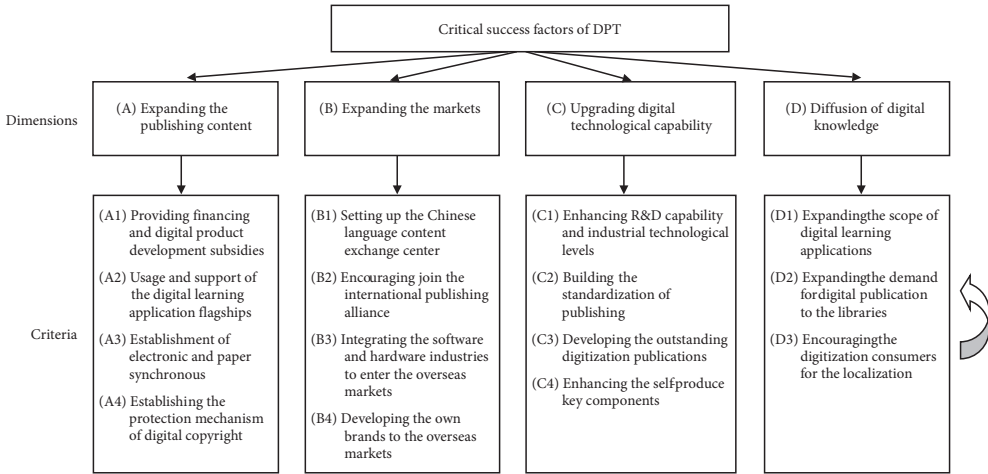 Critical success factors of DPT
Dimensions
(A) Expanding the
publishing content
(B) Expanding the markets
(C) Upgrading digital
technological capability
(D) Diffusion of digital
knowledge
Criteria
(A1) Providing financing
and digital product
development subsidies
(A2) Usage and support of
the digital learning
application flagships
(A3) Establishment of
electronic and paper
synchronous
(A4) Establishing the
protection mechanism
of digital copyright
(B1) Setting up the Chinese
language content
exchange center
(B2) Encouraging join the
international publishing
alliance
(B3) Integrating the software
and hardware industries
to enter the overseas
markets
(B4) Developing the own
brands to the overseas
markets
(C1) Enhancing R&D capability
and industrial technological
levels
(C2) Building the
standardization of
publishing
(C3) Developing the outstanding
digitization publications
(C4) Enhancing the selfproduce
key components
(D1) Expandingthe scope of
digital learning
applications
(D2) Expandingthe demand
fordigital publication
to the libraries
(D3) Encouragingthe
digitization consumers
for the localization